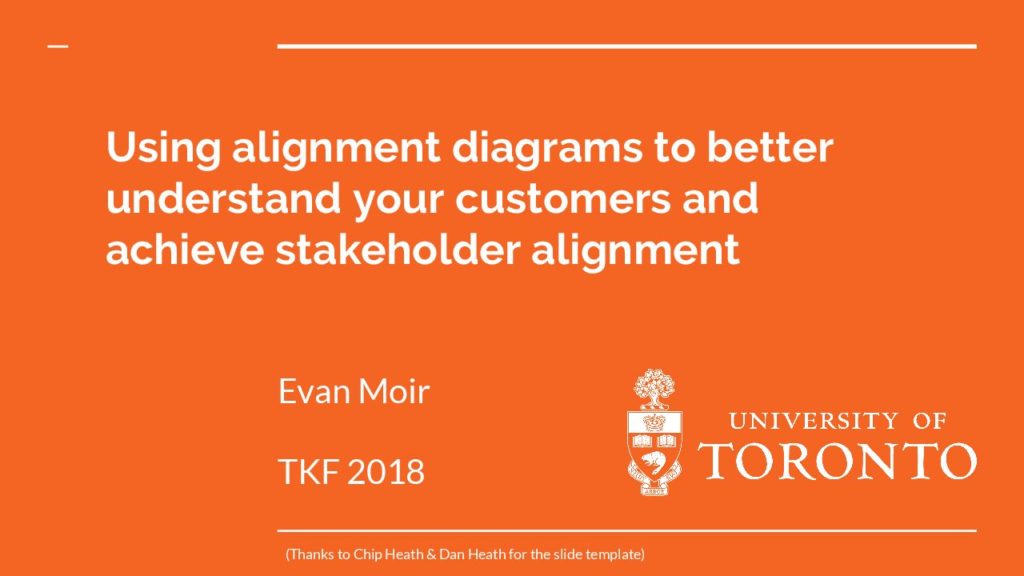 Using alignment diagrams to better
understand your customers and
achieve stakeholder alignment
Evan Moir
TKF 2018
UNIVERSITY OF
TORONTO
(Thanks to Chip Heath & Dan Heath for the slide template)